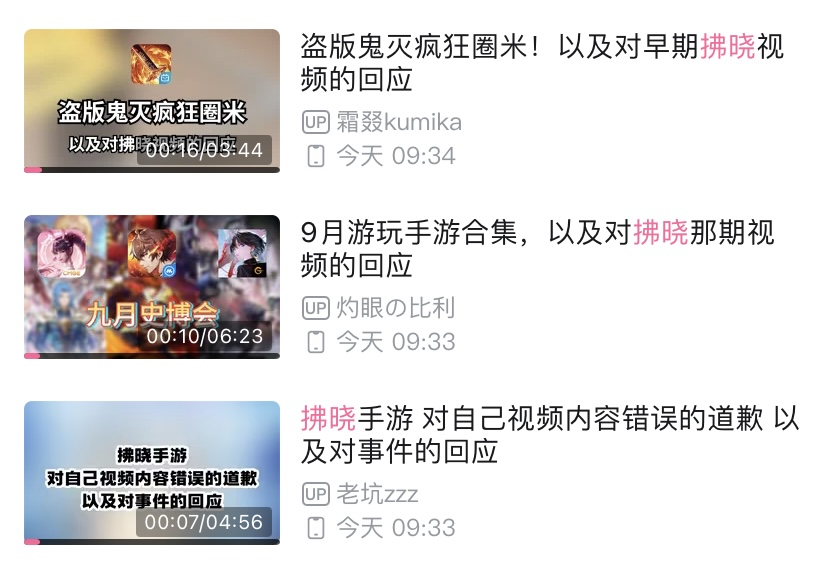 盗版鬼灭疯狂圈米
以及对拂晓视频的回应
00:16/03:44
盗版鬼灭疯狂圈米！以及对早期拂晓视
频的回应
UP 霜叕kumika
今天 09:34
九月史博会
00:10/06:23
9月游玩手游合集，以及对拂晓那期视
频的回应
UP 灼眼の比利
今天 09:33
拂晓手游
对自己视频内容错误的道歉
以及对事件的回应
00:07/04:56
拂晓手游 对自己视频内容错误的道歉 以
及对事件的回应
UP 老坑zzz
今天 09:33